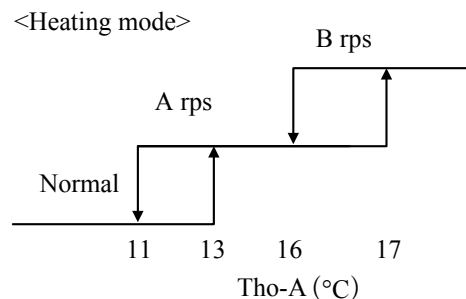 <Heating mode>
B rps
A rps
Normal
11 13 16 17
Tho-A (°C)